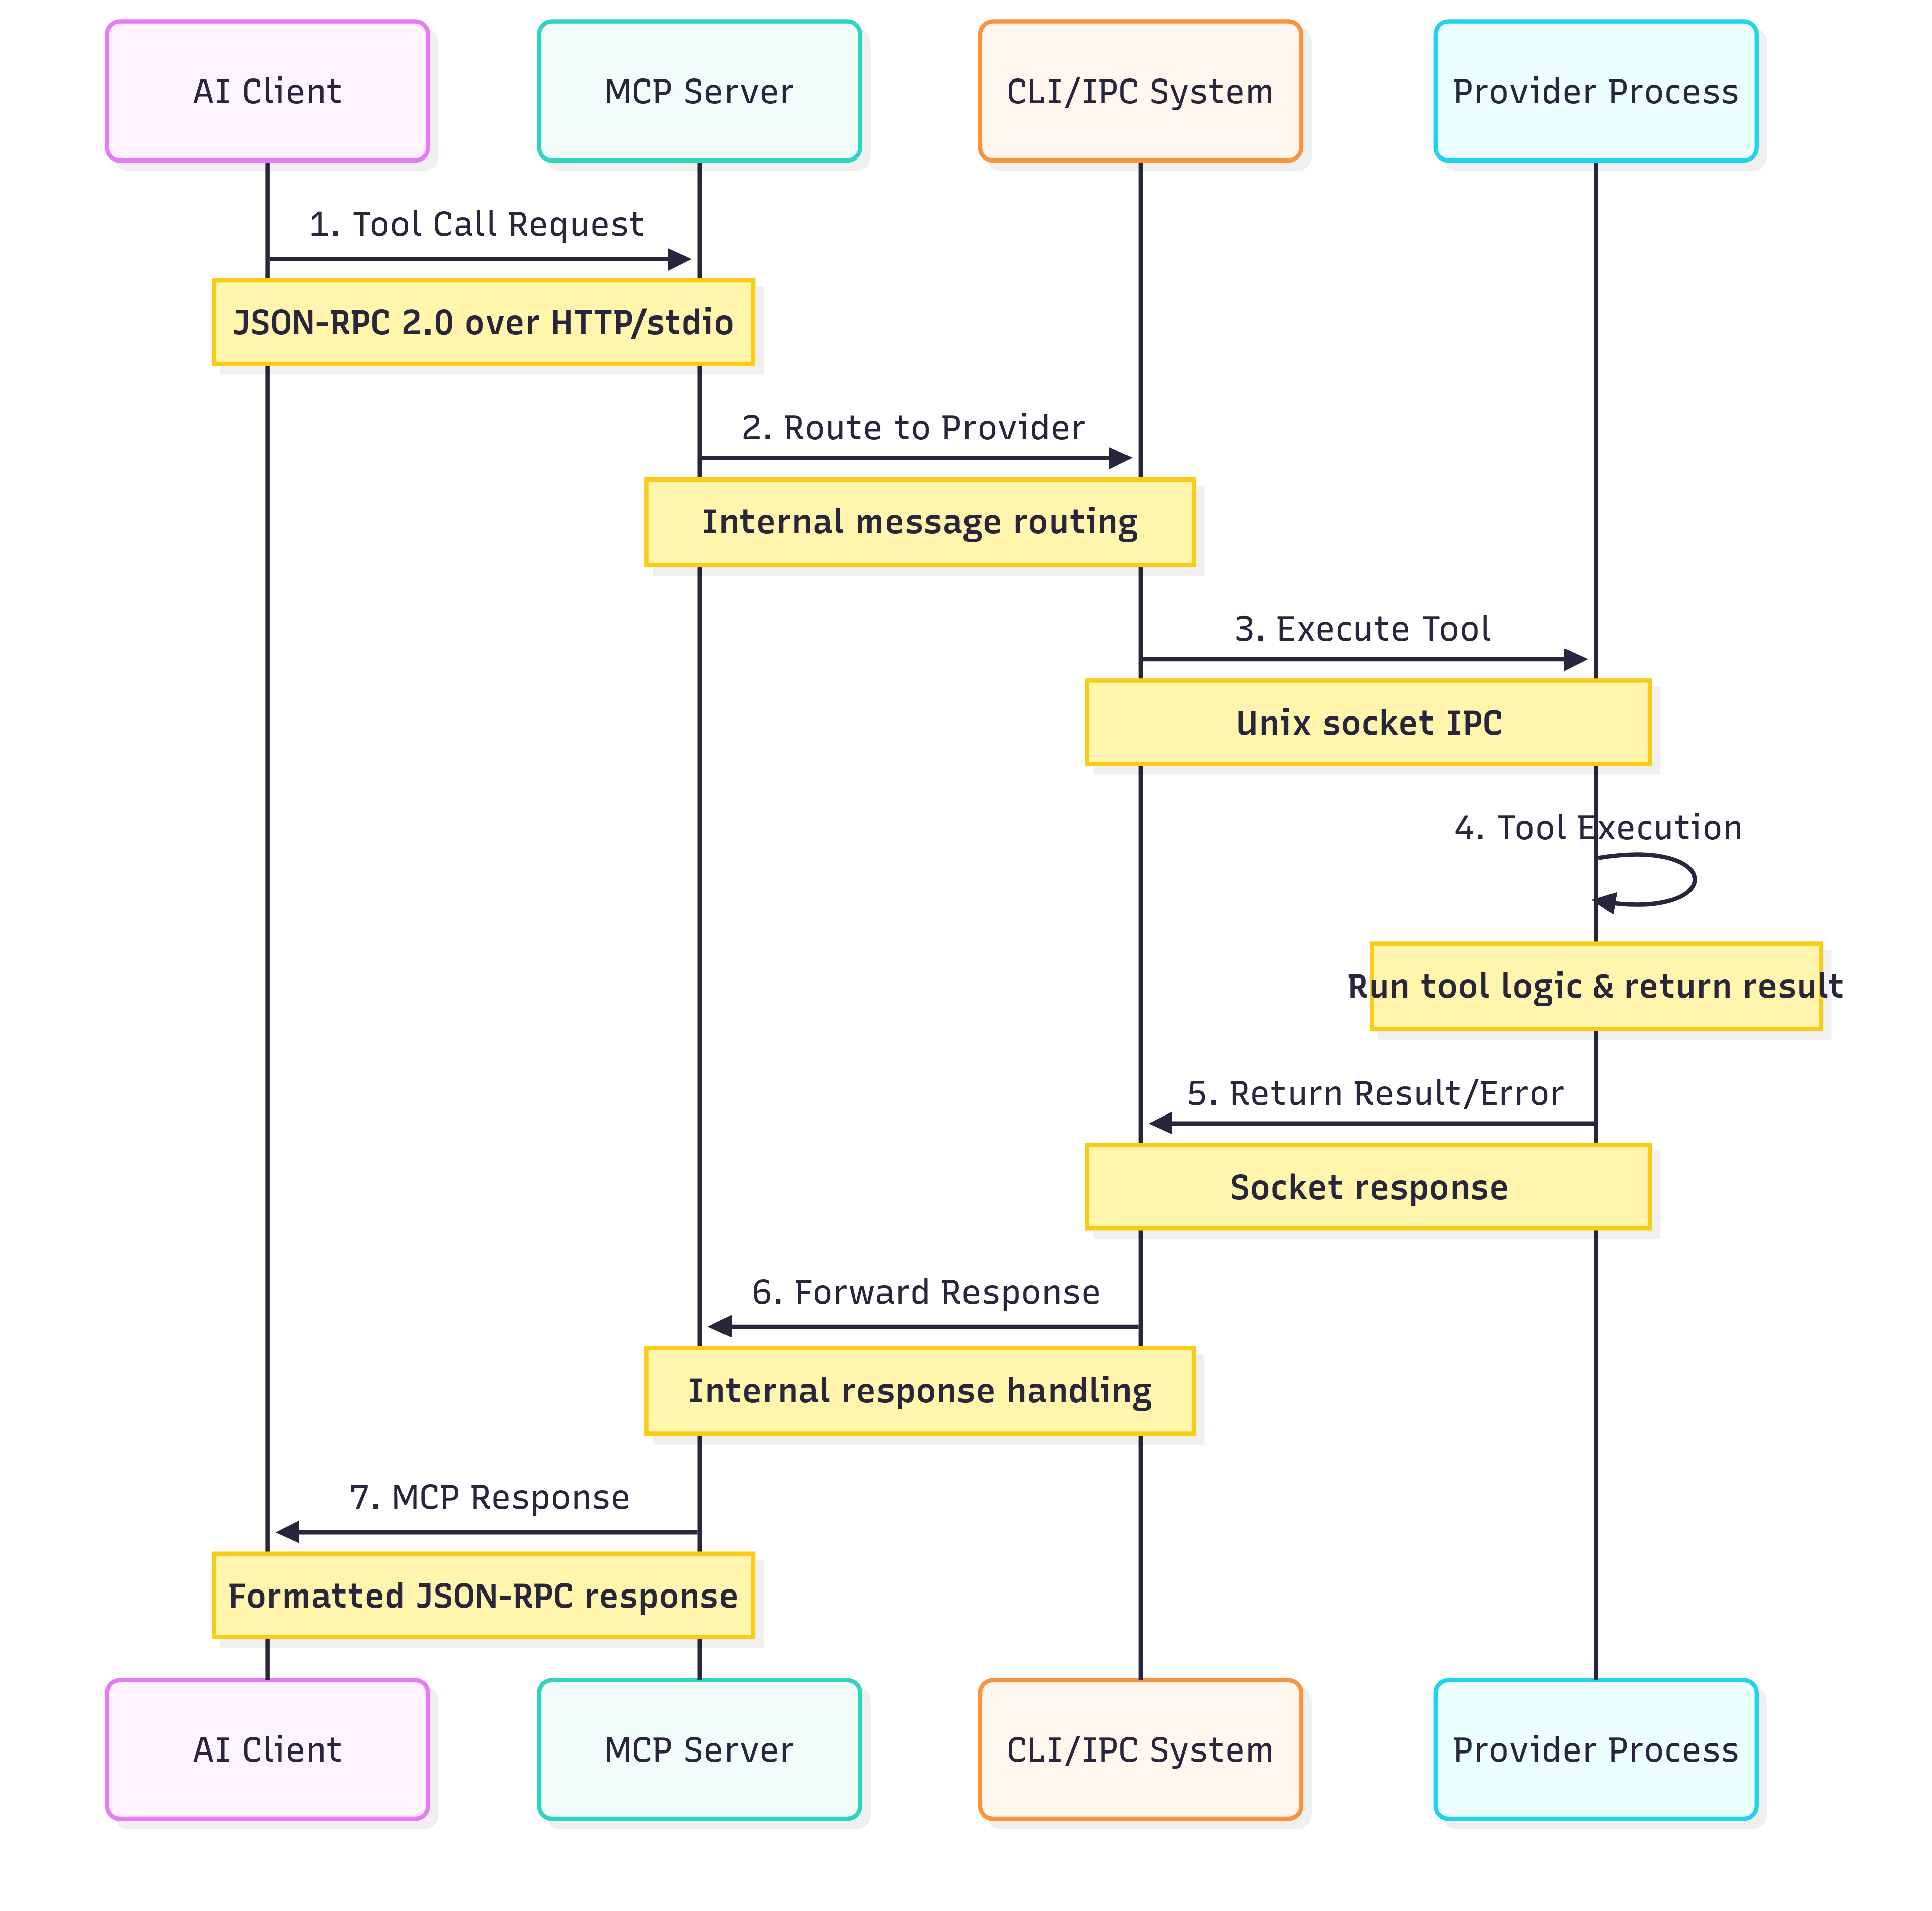 AI Client
MCP Server
CLI/IPC System
Provider Process
1. Tool Call Request
JSON-RPC 2.0 over HTTP/stdio
2. Route to Provider
Internal message routing
3. Execute Tool
Unix socket IPC
4. Tool Execution
Run tool logic & return result
5. Return Result/Error
Socket response
6. Forward Response
Internal response handling
7. MCP Response
Formatted JSON-RPC response
AI Client
MCP Server
CLI/IPC System
Provider Process